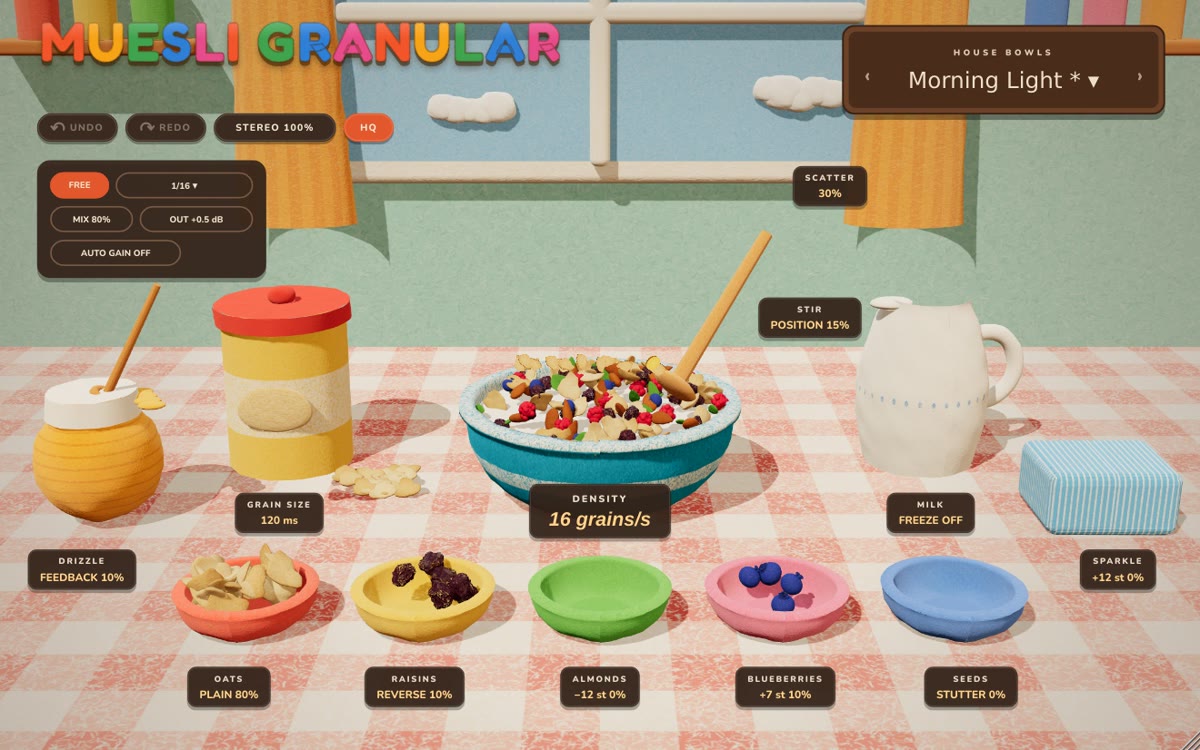 MUESLI GRANULAR
HOUSE BOWLS
‹ Morning Light * ▾ ›
UNDO
REDO
STEREO 100%
HQ
FREE
1/16 ▾
MIX 80%
OUT +0.5 dB
AUTO GAIN OFF
SCATTER
30%
STIR
POSITION 15%
GRAIN SIZE
120 ms
DENSITY
16 grains/s
MILK
FREEZE OFF
DRIZZLE
FEEDBACK 10%
SPARKLE
+12 st 0%
OATS
PLAIN 80%
RAISINS
REVERSE 10%
ALMONDS
−12 st 0%
BLUEBERRIES
+7 st 10%
SEEDS
STUTTER 0%